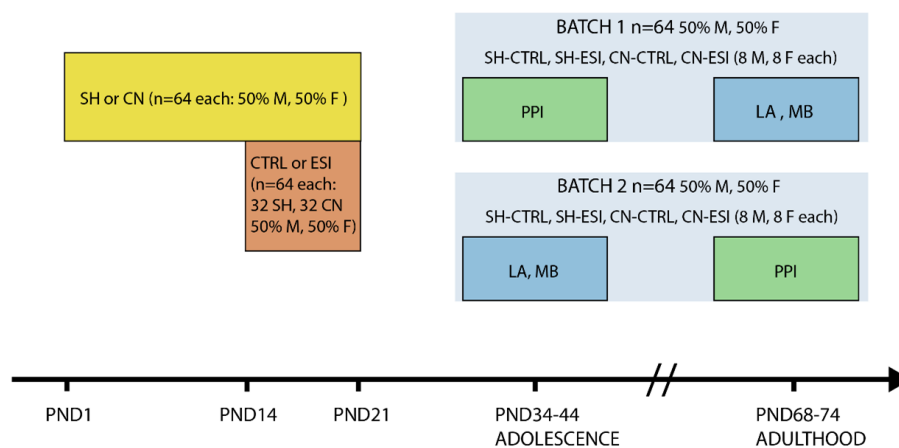 SH or CN (n=64 each: 50% M, 50% F )
CTRL or ESI
(n=64 each:
32 SH, 32 CN
50% M, 50% F)
BATCH 1 n=64 50% M, 50% F
SH-CTRL, SH-ESI, CN-CTRL, CN-ESI (8 M, 8 F each)
PPI
LA , MB
BATCH 2 n=64 50% M, 50% F
SH-CTRL, SH-ESI, CN-CTRL, CN-ESI (8 M, 8 F each)
LA, MB
PPI
PND1
PND14
PND21
PND34-44
ADOLESCENCE
PND68-74
ADULTHOOD